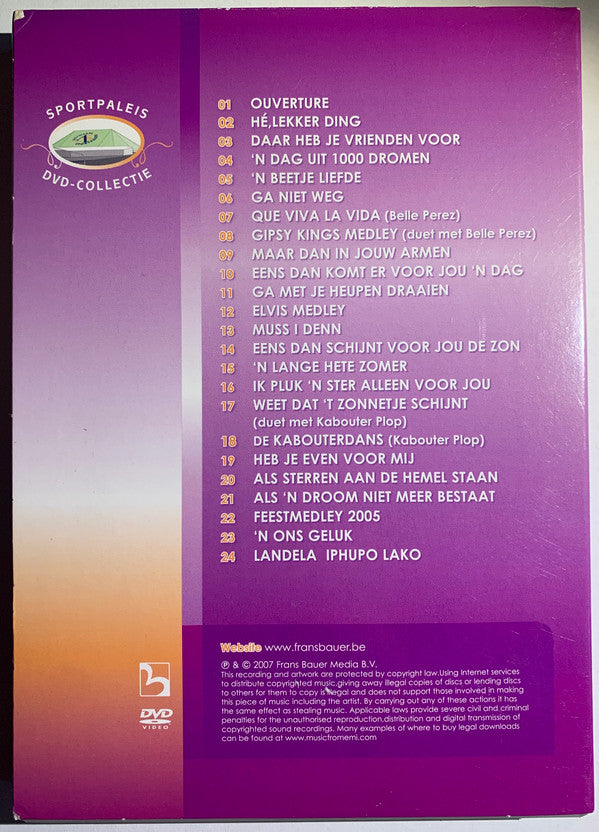 SPORTPALEIS
DVD-COLLECTIE
01 OUVERTURE
02 HÉ,LEKKER DING
03 DAAR HEB JE VRIENDEN VOOR
04 'N DAG UIT 1000 DROMEN
05 'N BEETJE LIEFDE
06 GA NIET WEG
07 QUE VIVA LA VIDA (Belle Perez)
08 GIPSY KINGS MEDLEY (duet met Belle Perez)
09 MAAR DAN IN JOUW ARMEN
10 EENS DAN KOMT ER VOOR JOU 'N DAG
11 GA MET JE HEUPEN DRAAIEN
12 ELVIS MEDLEY
13 MUSS I DENN
14 EENS DAN SCHIJNT VOOR JOU DE ZON
15 'N LANGE HETE ZOMER
16 IK PLUK 'N STER ALLEEN VOOR JOU
17 WEET DAT 'T ZONNETJE SCHIJNT
(duet met Kabouter Plop)
18 DE KABOUTERDANS (Kabouter Plop)
19 HEB JE EVEN VOOR MIJ
20 ALS STERREN AAN DE HEMEL STAAN
21 ALS 'N DROOM NIET MEER BESTAAT
22 FEESTMEDLEY 2005
23 'N ONS GELUK
24 LANDELA IPHUPO LAKO
Website www.fransbauer.be
℗ & © 2007 Frans Bauer Media B.V.
This recording and artwork are protected by copyright law.Using Internet services
to distribute copyrighted music,giving away illegal copies of discs or lending discs
to others for them to copy is illegal and does not support those involved in making
this piece of music including the artist. By carrying out any of these actions it has
the same effect as stealing music. Applicable laws provide severe civil and criminal
penalties for the unauthorised reproduction,distribution and digital transmission of
copyrighted sound recordings. Many examples of where to buy legal downloads
can be found at www.musicfromemi.com
DVD
VIDEO